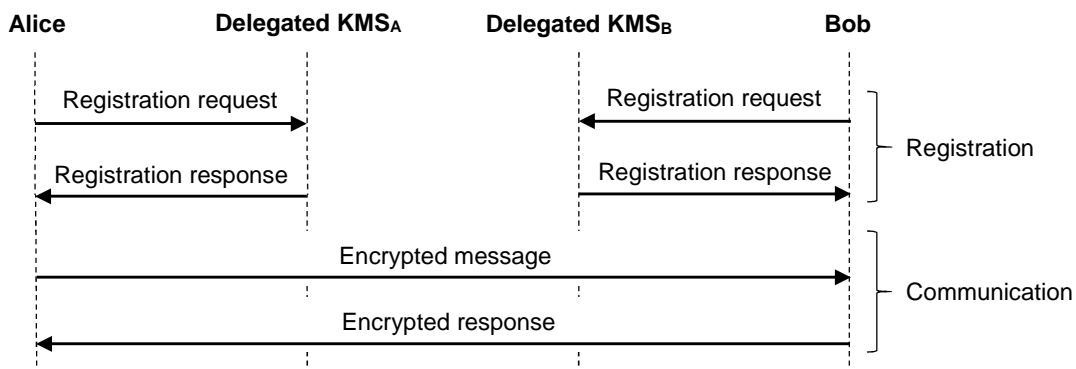 Alice Delegated KMSA Delegated KMSB Bob
Registration request Registration request
Registration
Registration response Registration response
Encrypted message
Communication
Encrypted response